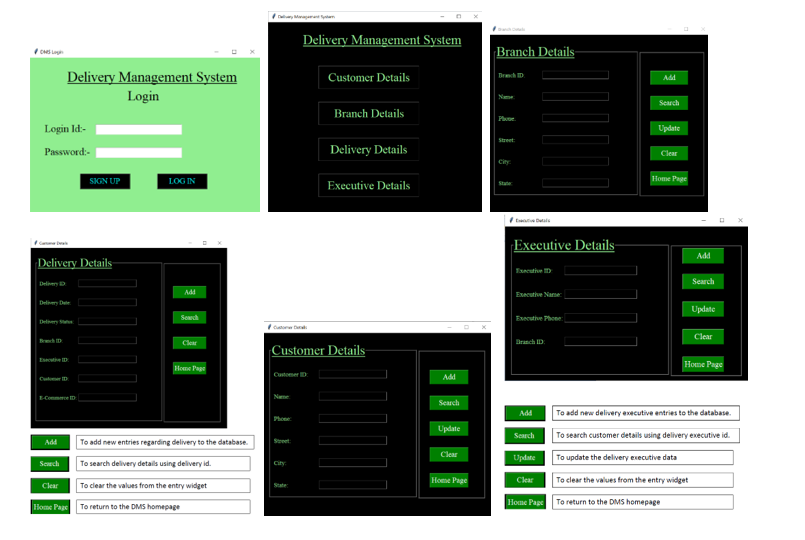 DMS Login
Delivery Management System
Login
Login Id:-
Password:-
SIGN UP
LOG IN
Delivery Management System
Delivery Management System
Customer Details
Branch Details
Delivery Details
Executive Details
Branch Details
Branch Details
Branch ID:
Name:
Phone:
Street:
City:
State:
Add
Search
Update
Clear
Home Page
Customer Details
Delivery Details
Delivery ID:
Delivery Date:
Delivery Status:
Branch ID:
Executive ID:
Customer ID:
E-Commerce ID:
Add
Search
Clear
Home Page
Add To add new entries regarding delivery to the database.
Search To search delivery details using delivery id.
Clear To clear the values from the entry widget
Home Page To return to the DMS homepage
Customer Details
Customer Details
Customer ID:
Name:
Phone:
Street:
City:
State:
Add
Search
Update
Clear
Home Page
Executive Details
Executive Details
Executive ID:
Executive Name:
Executive Phone:
Branch ID:
Add
Search
Update
Clear
Home Page
Add To add new delivery executive entries to the database.
Search To search customer details using delivery executive id.
Update To update the delivery executive data
Clear To clear the values from the entry widget
Home Page To return to the DMS homepage